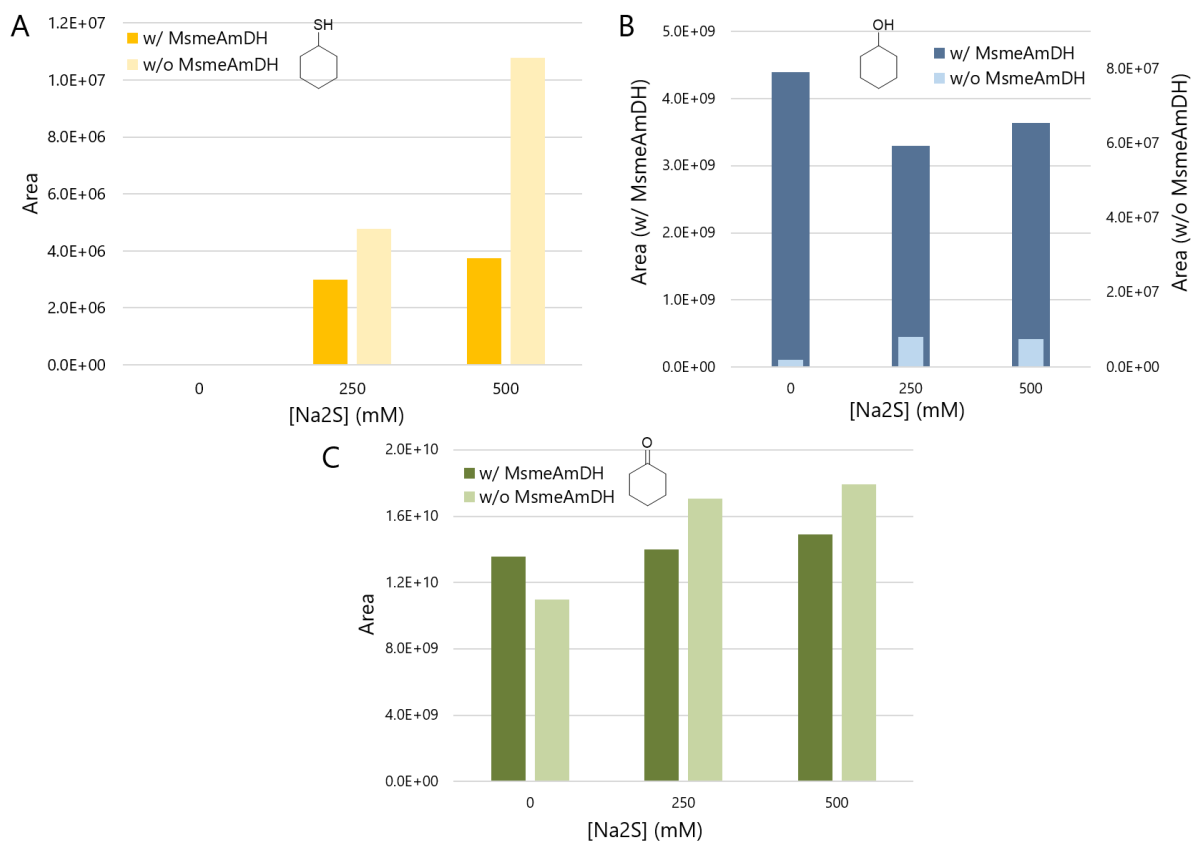 A
SH
w/ MsmeAmDH
w/o MsmeAmDH
Area
1.2E+07
1.0E+07
8.0E+06
6.0E+06
4.0E+06
2.0E+06
0.0E+00
0
250
500
[Na2S] (mM)
B
OH
w/ MsmeAmDH
w/o MsmeAmDH
Area (w/ MsmeAmDH)
5.0E+09
4.0E+09
3.0E+09
2.0E+09
1.0E+09
0.0E+00
Area (w/o MsmeAmDH)
8.0E+07
6.0E+07
4.0E+07
2.0E+07
0.0E+00
0
250
500
[Na2S] (mM)
C
O
w/ MsmeAmDH
w/o MsmeAmDH
Area
2.0E+10
1.6E+10
1.2E+10
8.0E+09
4.0E+09
0.0E+00
0
250
500
[Na2S] (mM)